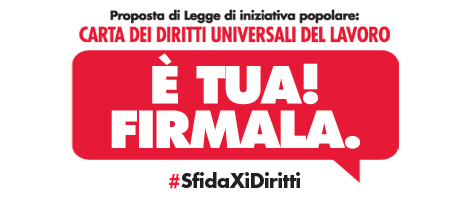 Proposta di Legge di iniziativa popolare:
CARTA DEI DIRITTI UNIVERSALI DEL LAVORO
È TUA!
FIRMALA.
#SfidaXiDiritti